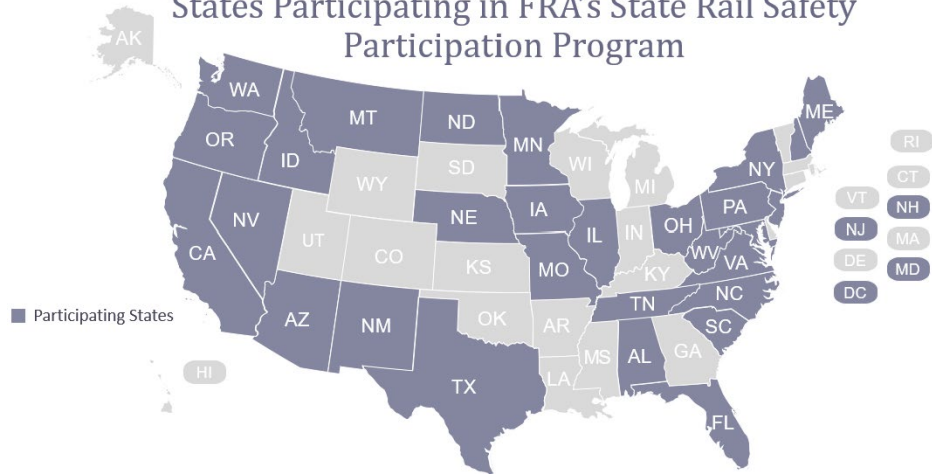 States Participating in FRA's State Rail Safety
Participation Program
AK
WA
MT
ND
MN
ME
OR
ID
SD
WI
MI
NY
RI
WY
CT
VT
NH
NV
NE
IA
PA
NJ
MA
CA
UT
CO
IL
IN
OH
WV
VA
DE
MD
KS
MO
KY
DC
Participating States
AZ
NM
OK
AR
TN
NC
SC
HI
TX
LA
MS
AL
GA
FL